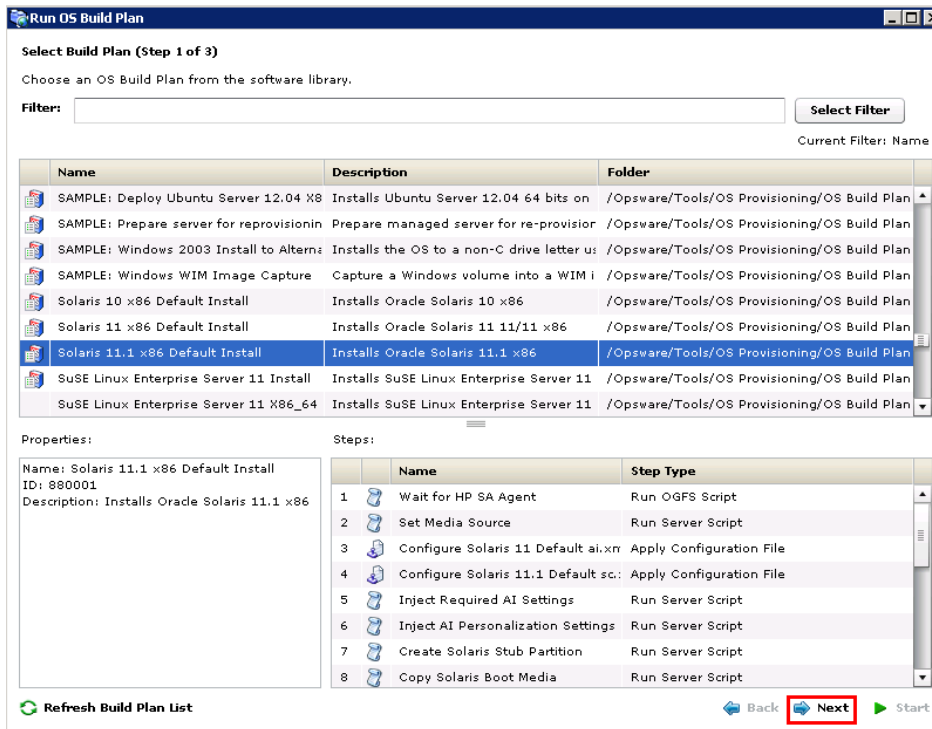 Run OS Build Plan
Select Build Plan (Step 1 of 3)
Choose an OS Build Plan from the software library.
Filter: Select Filter
Current Filter: Name
Name Description Folder
SAMPLE: Deploy Ubuntu Server 12.04 X8 Installs Ubuntu Server 12.04 64 bits on /Opsware/Tools/OS Provisioning/OS Build Plan
SAMPLE: Prepare server for reprovisionin Prepare managed server for re-provision /Opsware/Tools/OS Provisioning/OS Build Plan
SAMPLE: Windows 2003 Install to Alterna Installs the OS to a non-C drive letter us /Opsware/Tools/OS Provisioning/OS Build Plan
SAMPLE: Windows WIM Image Capture Capture a Windows volume into a WIM i /Opsware/Tools/OS Provisioning/OS Build Plan
Solaris 10 x86 Default Install Installs Oracle Solaris 10 x86 /Opsware/Tools/OS Provisioning/OS Build Plan
Solaris 11 x86 Default Install Installs Oracle Solaris 11 11/11 x86 /Opsware/Tools/OS Provisioning/OS Build Plan
Solaris 11.1 x86 Default Install Installs Oracle Solaris 11.1 x86 /Opsware/Tools/OS Provisioning/OS Build Plan
SuSE Linux Enterprise Server 11 Install Installs SuSE Linux Enterprise Server 11 /Opsware/Tools/OS Provisioning/OS Build Plan
SuSE Linux Enterprise Server 11 X86_64 Installs SuSE Linux Enterprise Server 11 /Opsware/Tools/OS Provisioning/OS Build Plan
Properties:
Name: Solaris 11.1 x86 Default Install
ID: 880001
Description: Installs Oracle Solaris 11.1 x86
Steps:
Name Step Type
1 Wait for HP SA Agent Run OGFS Script
2 Set Media Source Run Server Script
3 Configure Solaris 11 Default ai.xm Apply Configuration File
4 Configure Solaris 11.1 Default sc.: Apply Configuration File
5 Inject Required AI Settings Run Server Script
6 Inject AI Personalization Settings Run Server Script
7 Create Solaris Stub Partition Run Server Script
8 Copy Solaris Boot Media Run Server Script
Refresh Build Plan List Back Next Start